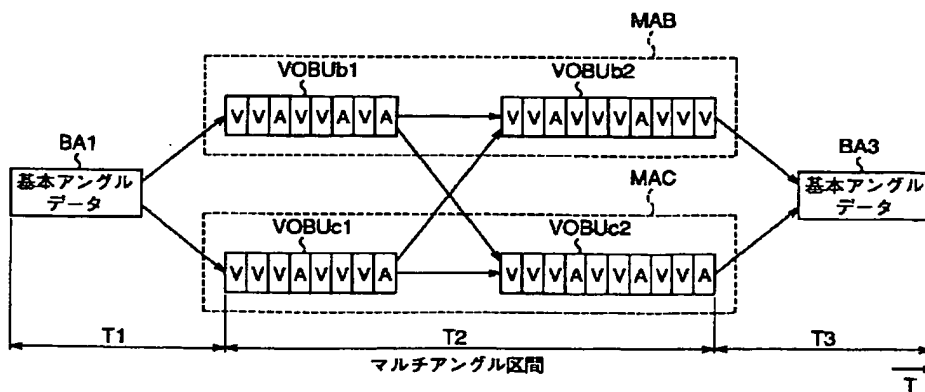 MAB
VOBUb1
VOBUb2
V V A V V A V A
V V A V V V A V V V
BA1
基本アングル
データ
BA3
基本アングル
データ
MAC
VOBUc1
VOBUc2
V V V A V V V A
V V V A V V A V V A
T1
T2
T3
マルチアングル区間
T